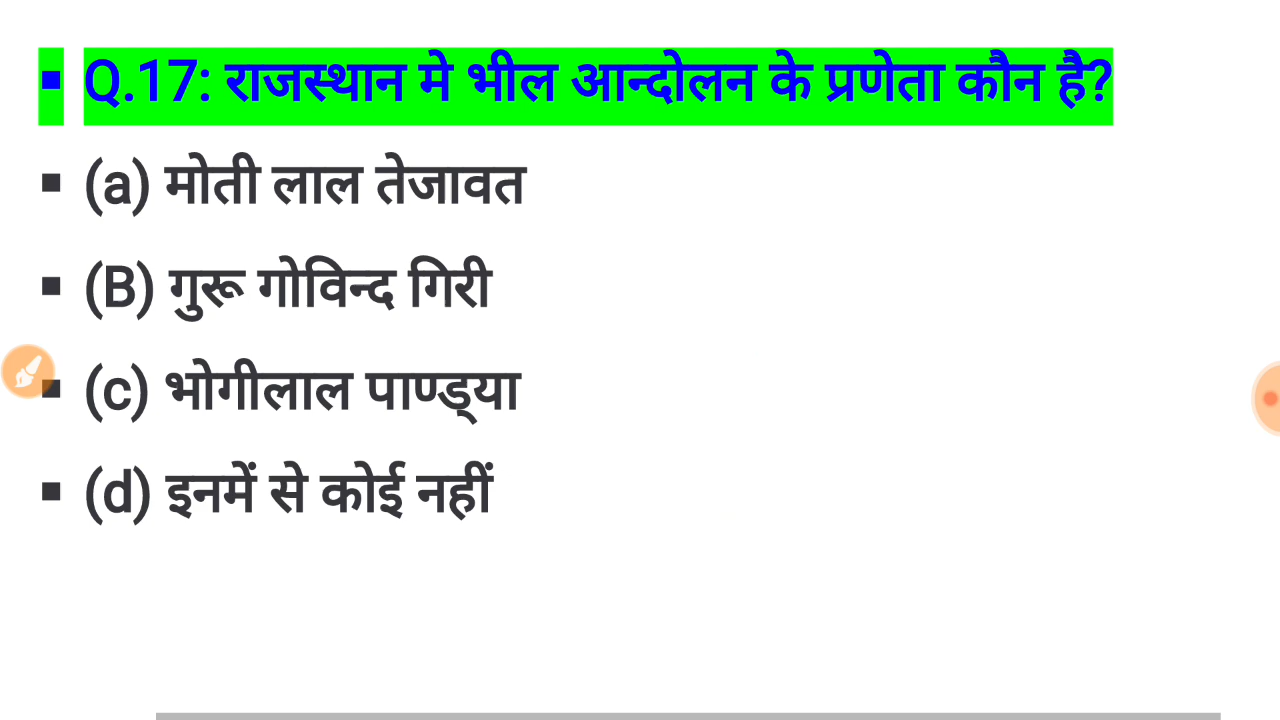 ▪ Q.17: राजस्थान मे भील आन्दोलन के प्रणेता कौन है?
▪ (a) मोती लाल तेजावत
▪ (B) गुरू गोविन्द गिरी
▪ (c) भोगीलाल पाण्ड्या
▪ (d) इनमें से कोई नहीं